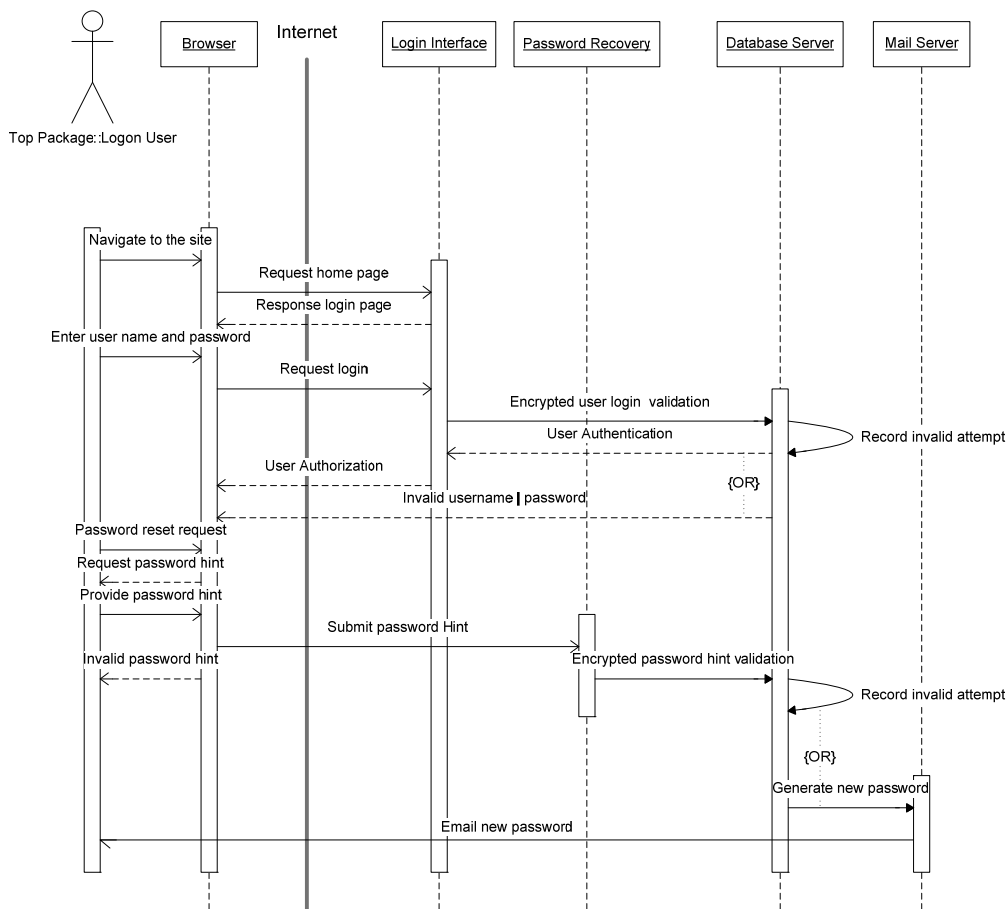 Browser
Internet
Login Interface
Password Recovery
Database Server
Mail Server
Top Package::Logon User
Navigate to the site
Request home page
Response login page
Enter user name and password
Request login
Encrypted user login validation
User Authentication
Record invalid attempt
User Authorization
{OR}
Invalid username | password
Password reset request
Request password hint
Provide password hint
Submit password Hint
Invalid password hint
Encrypted password hint validation
Record invalid attempt
{OR}
Generate new password
Email new password